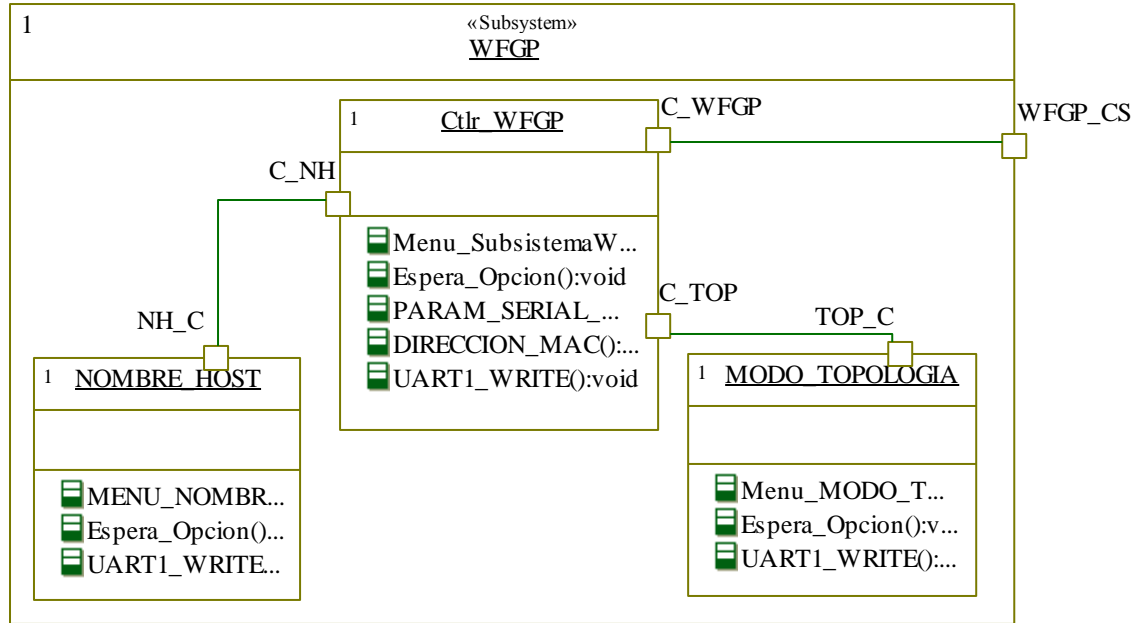 1
«Subsystem»
WFGP
1
Ctlr_WFGP
C_WFGP
WFGP_CS
C_NH
Menu_SubsistemaW...
Espera_Opcion():void
PARAM_SERIAL_...
DIRECCION_MAC():...
UART1_WRITE():void
C_TOP
TOP_C
NH_C
1
NOMBRE_HOST
MENU_NOMBR...
Espera_Opcion()...
UART1_WRITE...
1
MODO_TOPOLOGIA
Menu_MODO_T...
Espera_Opcion():v...
UART1_WRITE():...